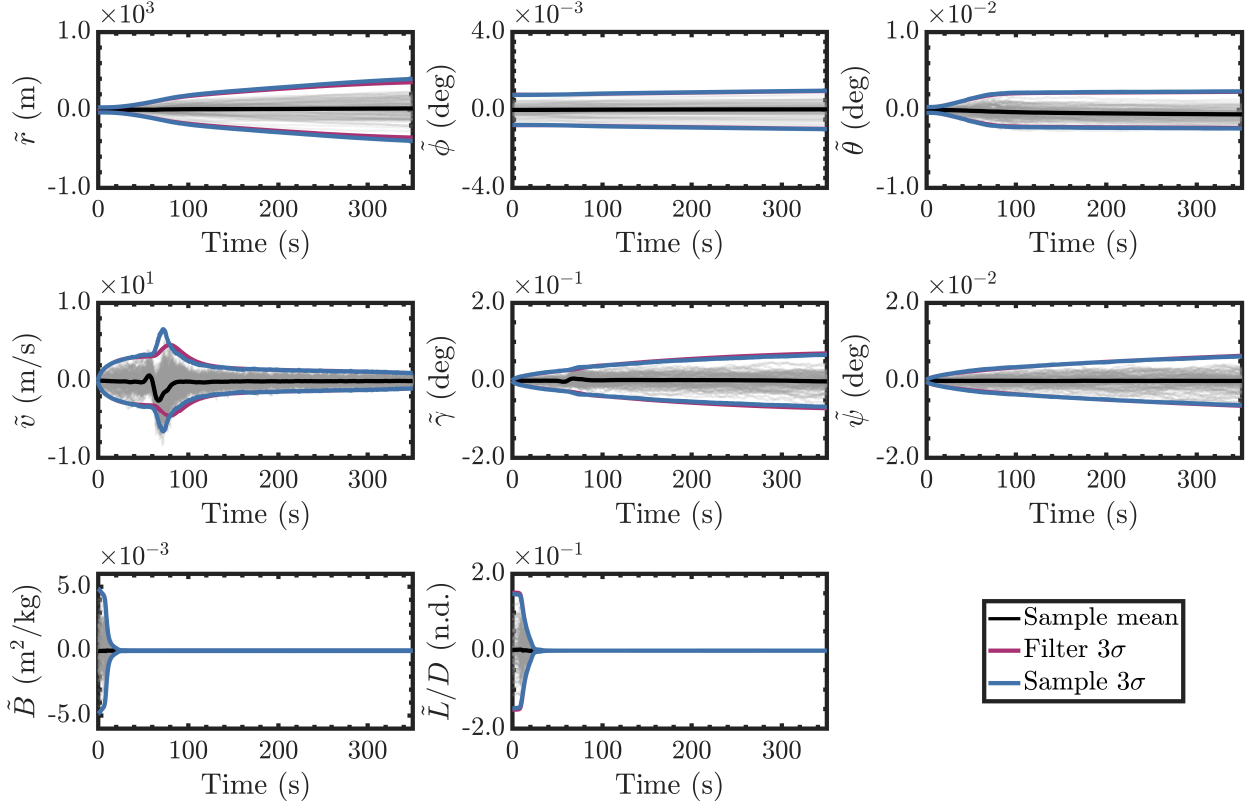 ×10³
1.0
0.0
-1.0
r̃ (m)
0 100 200 300
Time (s)
×10⁻³
4.0
0.0
-4.0
ϕ̃ (deg)
0 100 200 300
Time (s)
×10⁻²
1.0
0.0
-1.0
θ̃ (deg)
0 100 200 300
Time (s)
×10¹
1.0
0.0
-1.0
ṽ (m/s)
0 100 200 300
Time (s)
×10⁻¹
2.0
0.0
-2.0
γ̃ (deg)
0 100 200 300
Time (s)
×10⁻²
2.0
0.0
-2.0
ψ̃ (deg)
0 100 200 300
Time (s)
×10⁻³
5.0
0.0
-5.0
B̃ (m²/kg)
0 100 200 300
Time (s)
×10⁻¹
2.0
0.0
-2.0
L̃/D (n.d.)
0 100 200 300
Time (s)
Sample mean
Filter 3σ
Sample 3σ